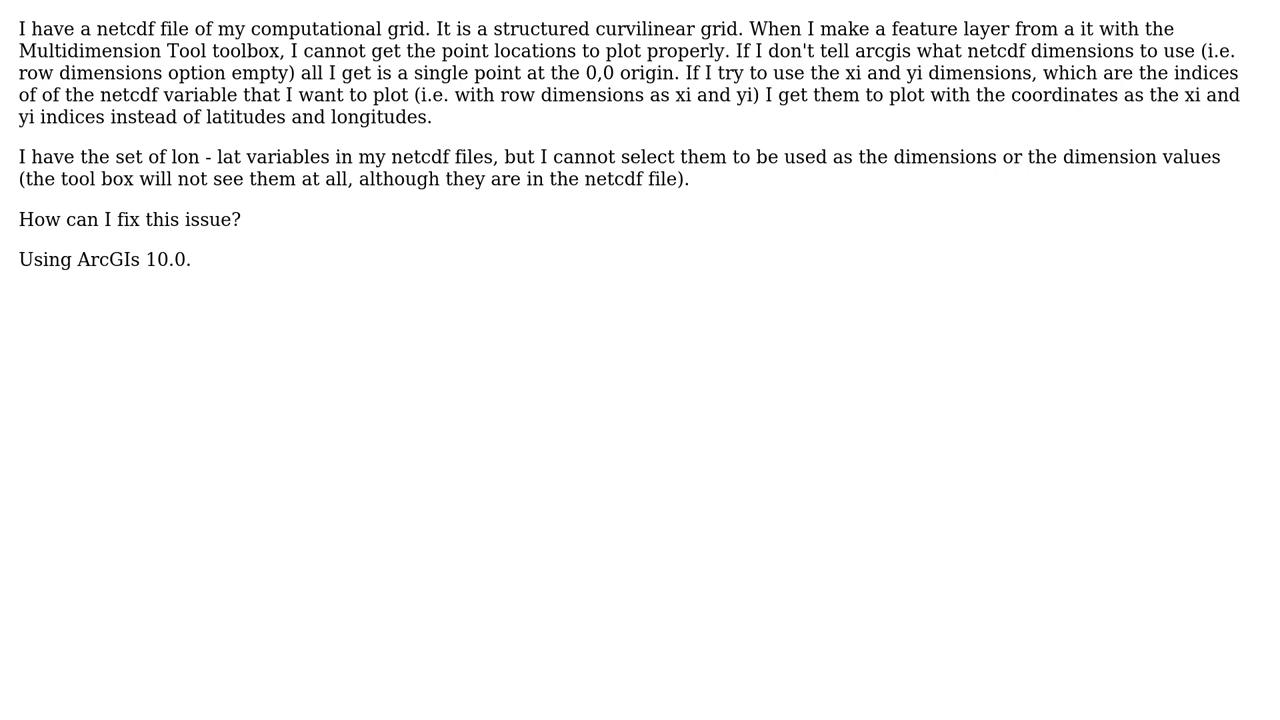 I have a netcdf file of my computational grid. It is a structured curvilinear grid. When I make a feature layer from a it with the
Multidimension Tool toolbox, I cannot get the point locations to plot properly. If I don't tell arcgis what netcdf dimensions to use (i.e.
row dimensions option empty) all I get is a single point at the 0,0 origin. If I try to use the xi and yi dimensions, which are the indices
of of the netcdf variable that I want to plot (i.e. with row dimensions as xi and yi) I get them to plot with the coordinates as the xi and
yi indices instead of latitudes and longitudes.
I have the set of lon - lat variables in my netcdf files, but I cannot select them to be used as the dimensions or the dimension values
(the tool box will not see them at all, although they are in the netcdf file).
How can I fix this issue?
Using ArcGIs 10.0.